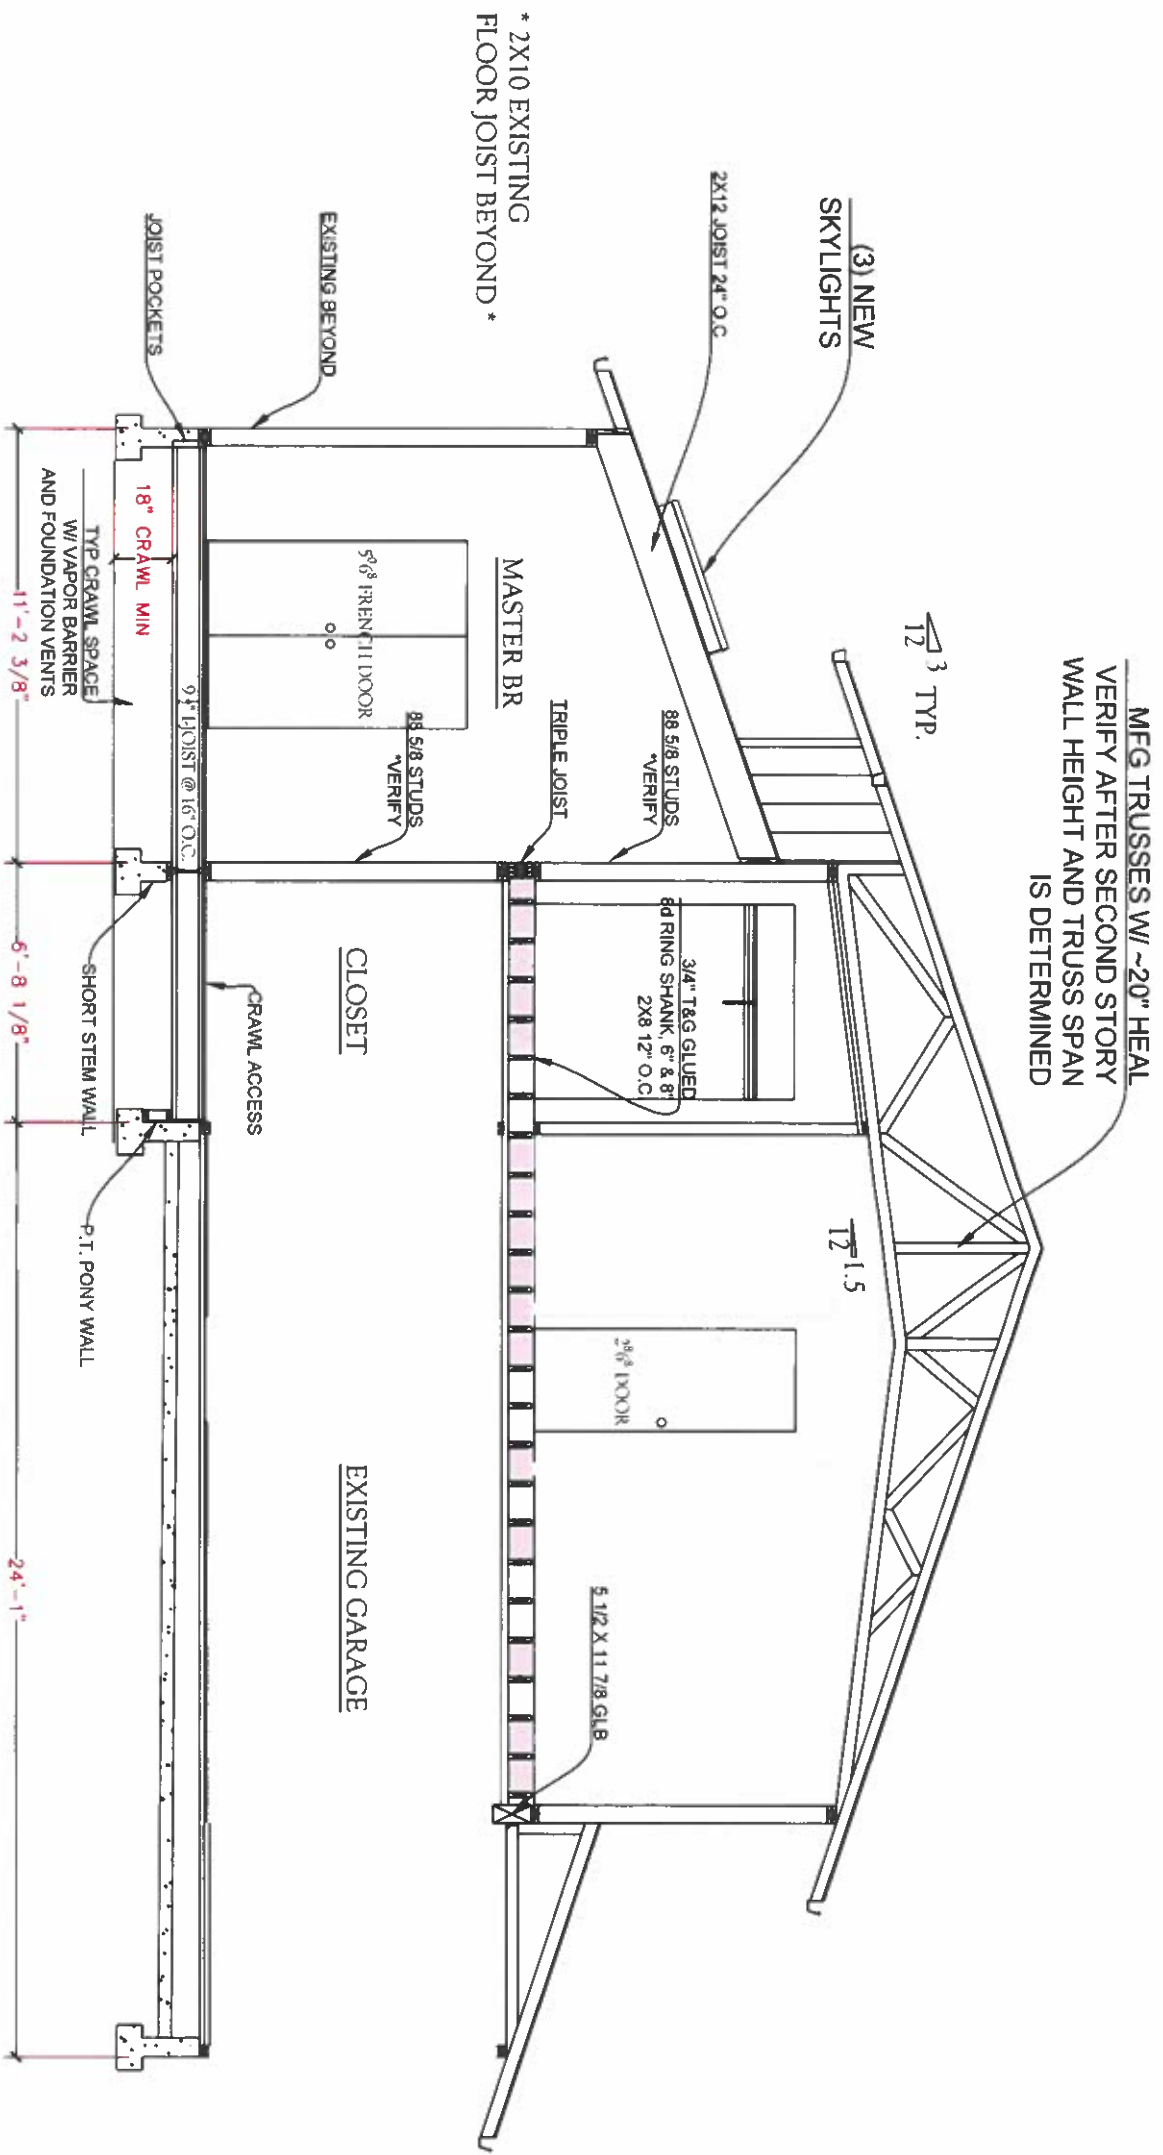 MFG TRUSSES W/ ~20" HEAL
VERIFY AFTER SECOND STORY
WALL HEIGHT AND TRUSS SPAN
IS DETERMINED
(3) NEW
SKYLIGHTS
3
12
TYP.
1.5
12
2X12 JOIST 24" O.C
* 2X10 EXISTING
FLOOR JOIST BEYOND *
88 5/8 STUDS
*VERIFY
3/4" T&G GLUED
8d RING SHANK, 6" & 8"
2X8 12" O.C
2⁸6⁸ DOOR
5 1/2 X 11 7/8 GLB
TRIPLE JOIST
MASTER BR
88 5/8 STUDS
*VERIFY
5⁰6⁸ FRENCH DOOR
CLOSET
EXISTING GARAGE
EXISTING BEYOND
CRAWL ACCESS
JOIST POCKETS
9½" I-JOIST @ 16" O.C.
18" CRAWL MIN
TYP CRAWL SPACE
W/ VAPOR BARRIER
AND FOUNDATION VENTS
SHORT STEM WALL
P.T. PONY WALL
11'-2 3/8"
6'-8 1/8"
24'-1"